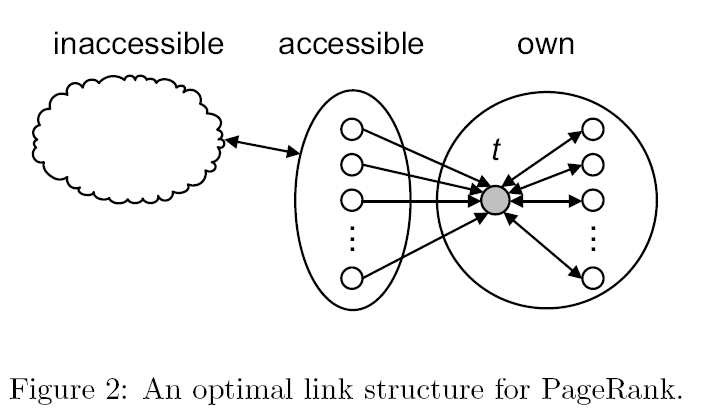 inaccessible accessible own
t
Figure 2: An optimal link structure for PageRank.